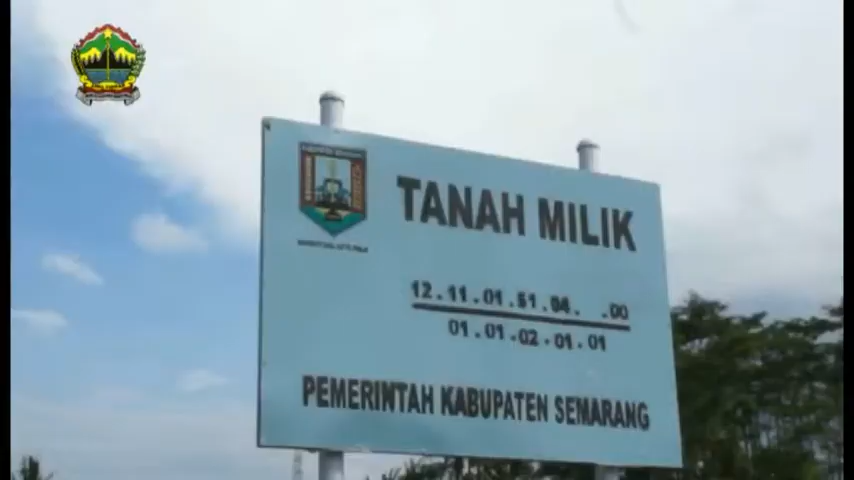 TANAH MILIK
12.11.01.51.04. .00
01.01.02.01.01
PEMERINTAH KABUPATEN SEMARANG